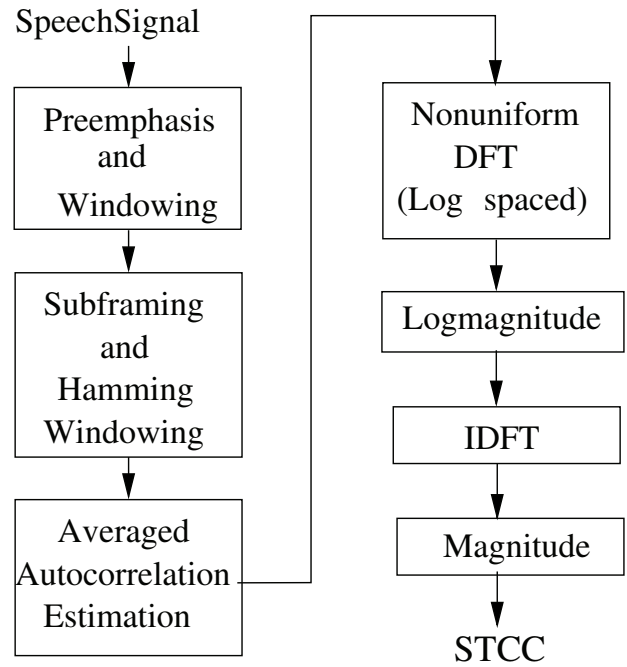 SpeechSignal
Preemphasis
and
Windowing
Subframing
and
Hamming
Windowing
Averaged
Autocorrelation
Estimation
Nonuniform
DFT
(Log spaced)
Logmagnitude
IDFT
Magnitude
STCC